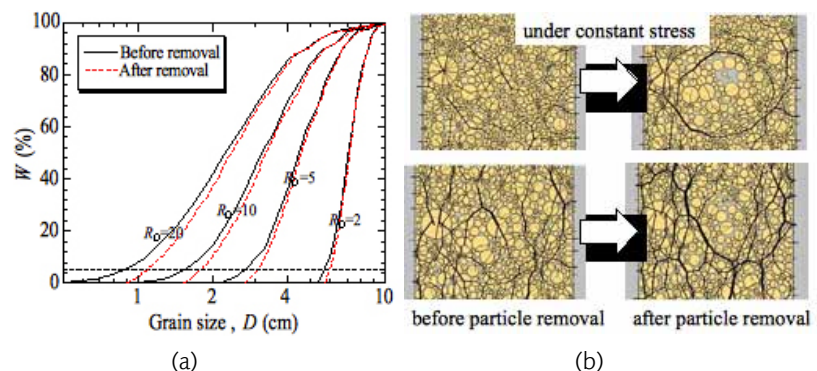 100
80
60
40
20
0
W (%)
Before removal
After removal
R0=20
R0=10
R0=5
R0=2
1
2
4
10
Grain size , D (cm)
(a)
under constant stress
before particle removal
after particle removal
(b)